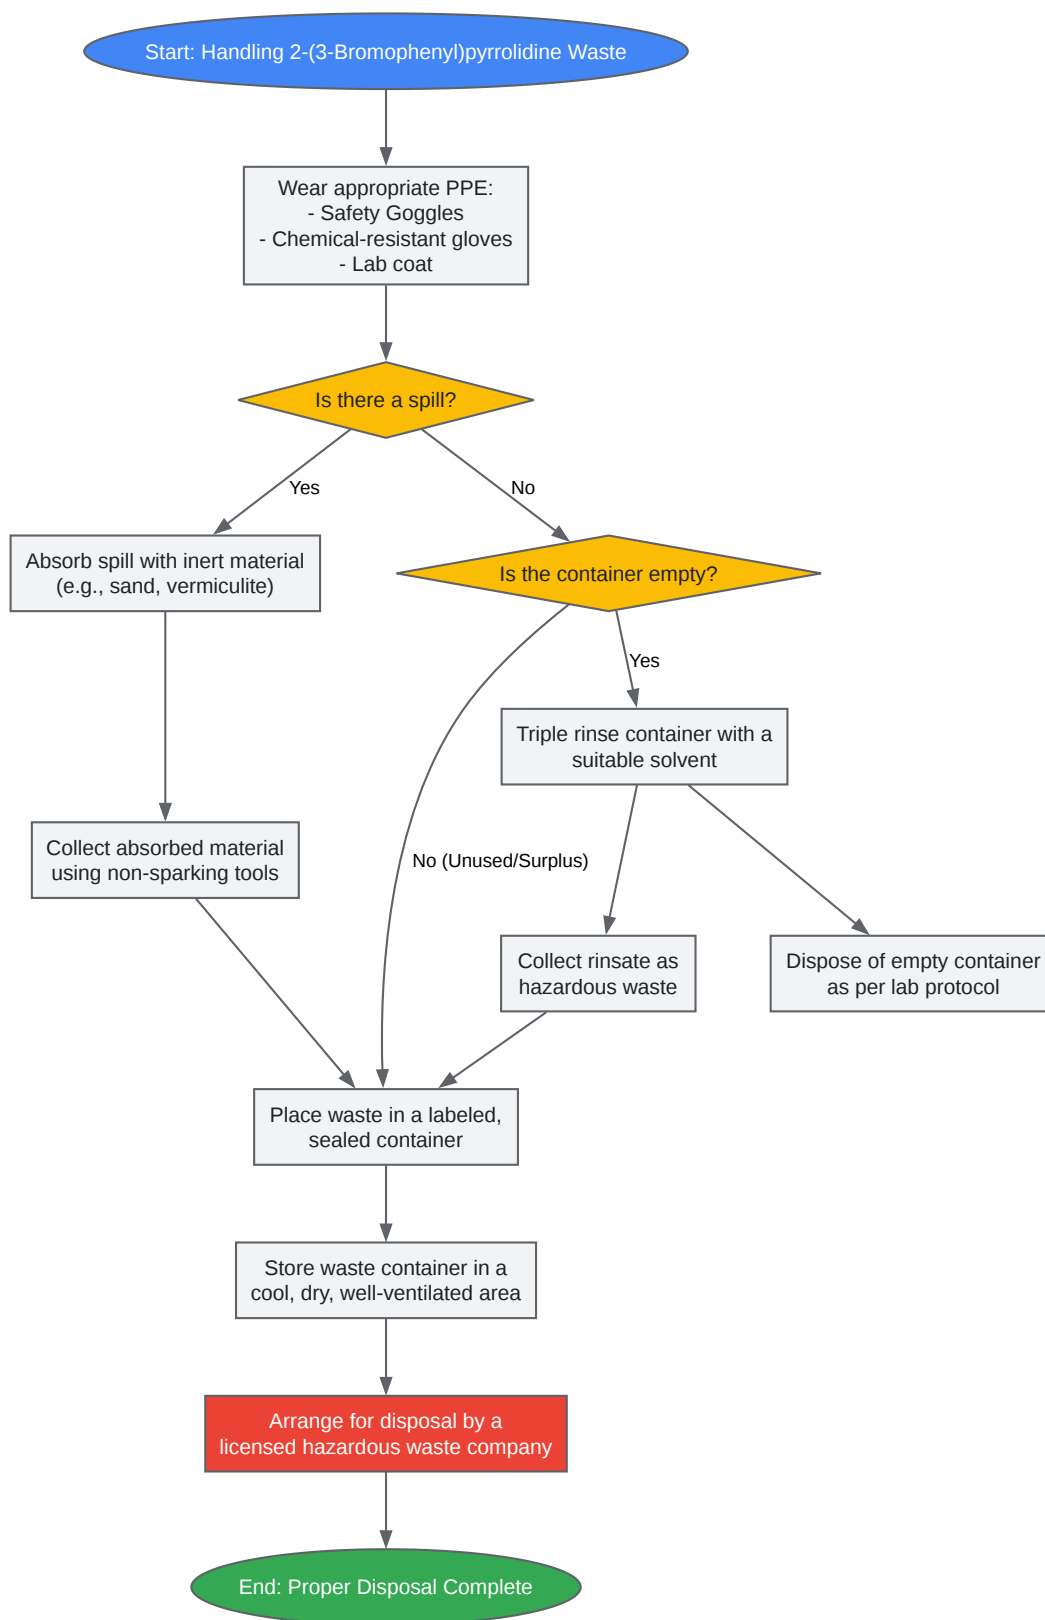 Start: Handling 2-(3-Bromophenyl)pyrrolidine Waste
Wear appropriate PPE:
- Safety Goggles
- Chemical-resistant gloves
- Lab coat
Is there a spill?
Yes
No
Absorb spill with inert material
(e.g., sand, vermiculite)
Is the container empty?
Yes
Triple rinse container with a
suitable solvent
Collect absorbed material
using non-sparking tools
No (Unused/Surplus)
Collect rinsate as
hazardous waste
Dispose of empty container
as per lab protocol
Place waste in a labeled,
sealed container
Store waste container in a
cool, dry, well-ventilated area
Arrange for disposal by a
licensed hazardous waste company
End: Proper Disposal Complete